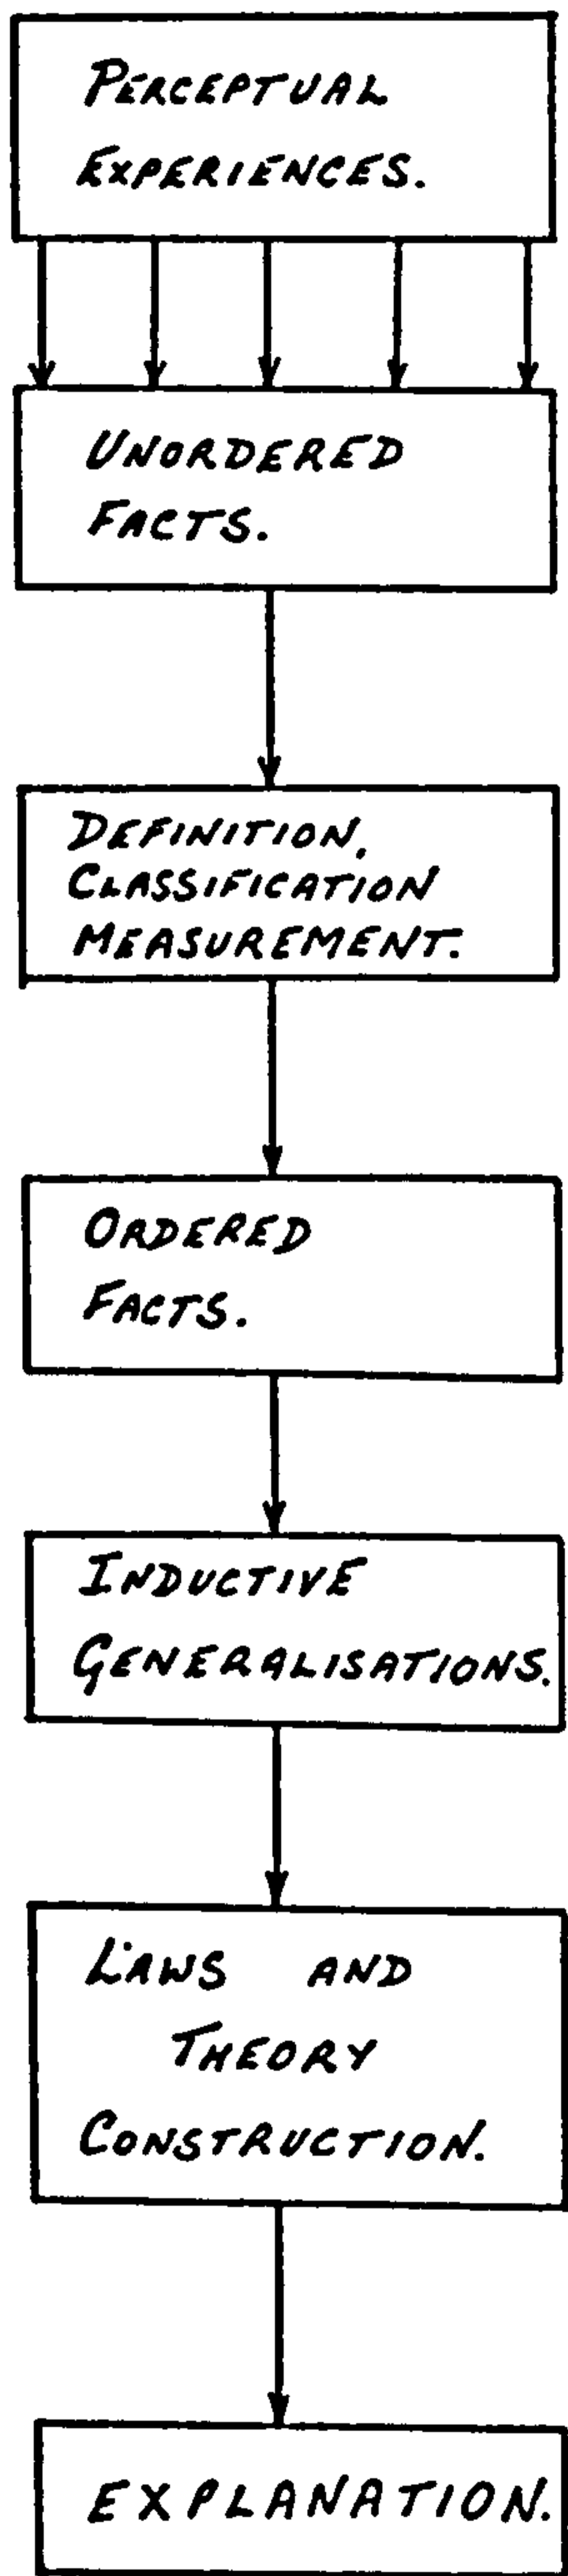 PERCEPTUAL
EXPERIENCES.
UNORDERED
FACTS.
DEFINITION,
CLASSIFICATION
MEASUREMENT.
ORDERED
FACTS.
INDUCTIVE
GENERALISATIONS.
LAWS AND
THEORY
CONSTRUCTION.
EXPLANATION.